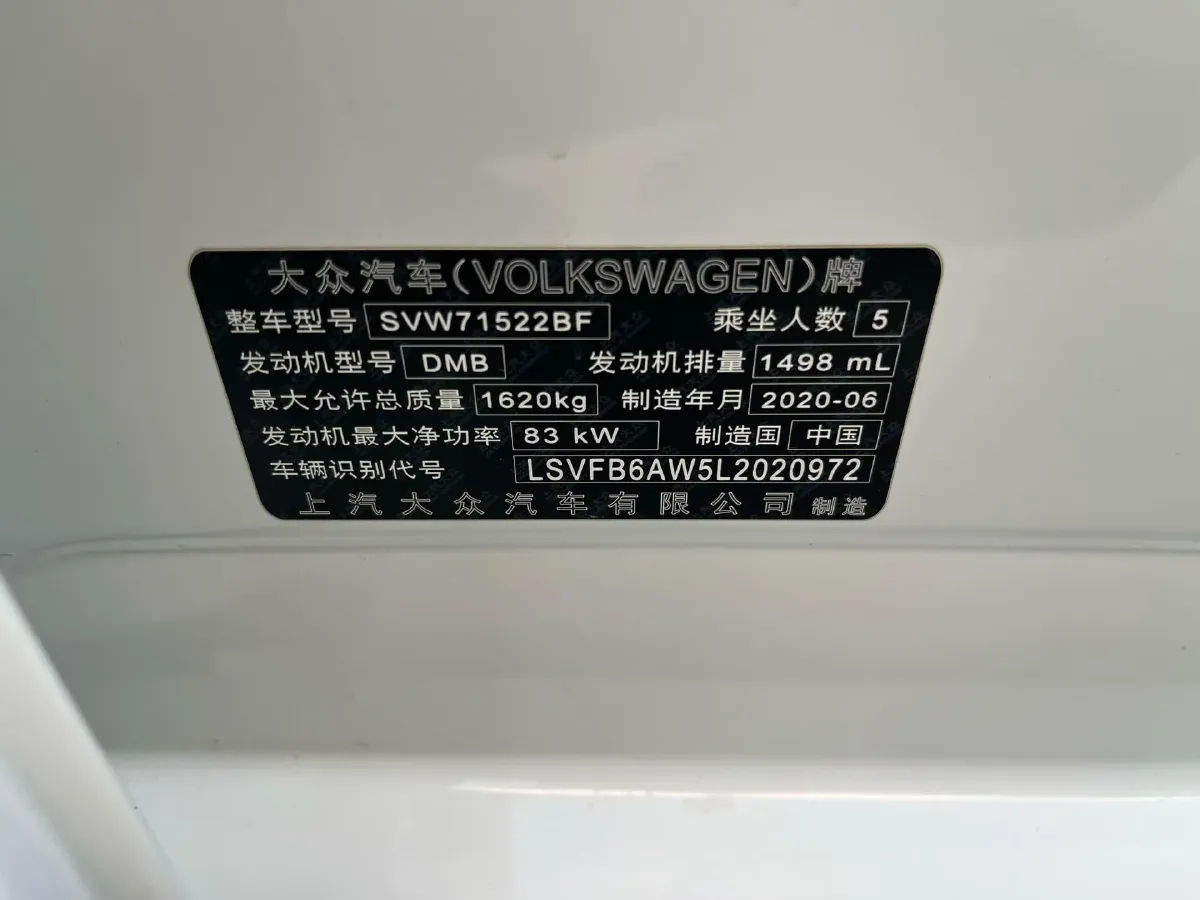 大众汽车(VOLKSWAGEN)牌
整车型号 SVW71522BF 乘坐人数 5
发动机型号 DMB 发动机排量 1498 mL
最大允许总质量 1620kg 制造年月 2020-06
发动机最大净功率 83 kW 制造国 中国
车辆识别代号 LSVFB6AW5L2020972
上汽大众汽车有限公司 制造